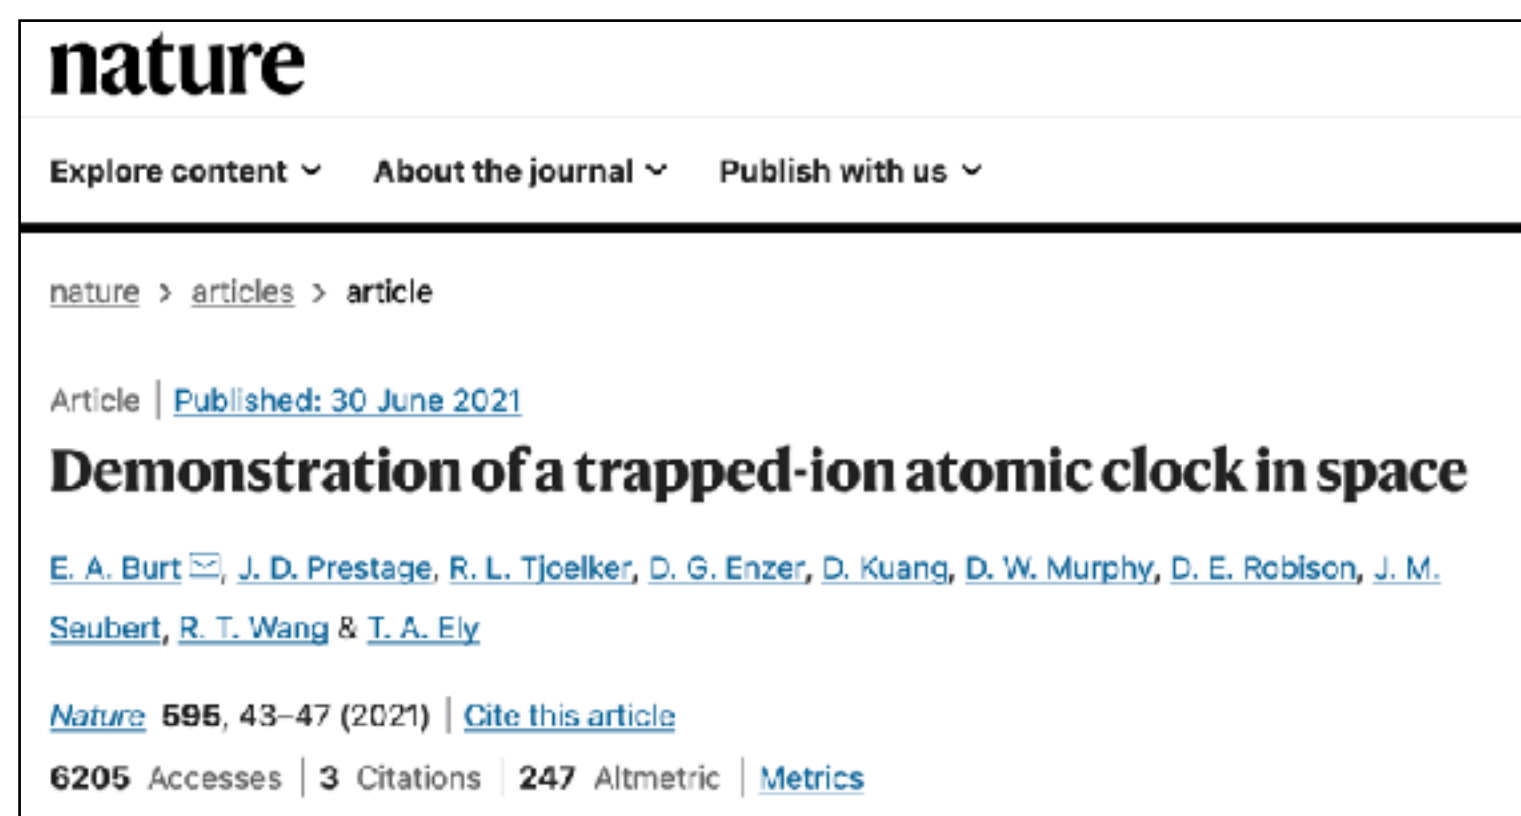 nature
Explore content About the journal Publish with us
nature > articles > article
Article | Published: 30 June 2021
Demonstration of a trapped-ion atomic clock in space
E. A. Burt, J. D. Prestage, R. L. Tjoelker, D. G. Enzer, D. Kuang, D. W. Murphy, D. E. Robison, J. M.
Seubert, R. T. Wang & T. A. Ely
Nature 595, 43–47 (2021) | Cite this article
6205 Accesses | 3 Citations | 247 Altmetric | Metrics